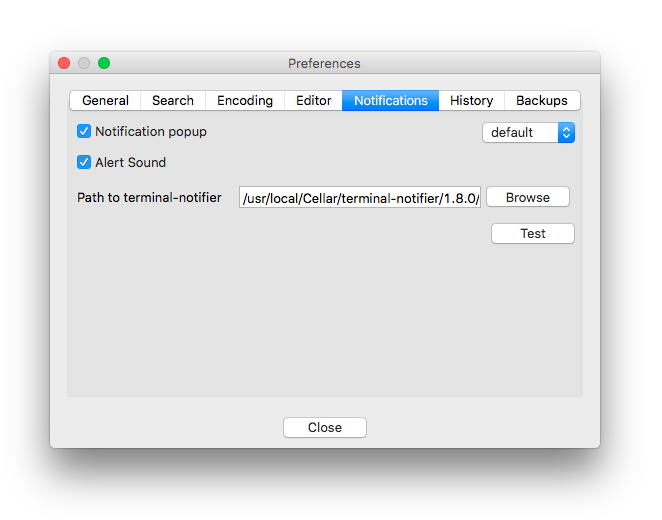 Preferences
General Search Encoding Editor Notifications History Backups
Notification popup default
Alert Sound
Path to terminal-notifier /usr/local/Cellar/terminal-notifier/1.8.0/ Browse
Test
Close